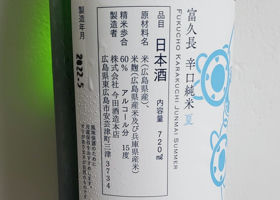 富久長 辛口純米 夏
FUKUCHO KARAKUCHI JUNMAI SUMMER
品目 日本酒 内容量 720ml
原材料名 米（広島県産）、
米麹（広島県産米及び兵庫県産米）
精米歩合 60% アルコール分 15度
製造者 株式会社 今田酒造本店
広島県東広島市安芸津町三津3734
製造年月 2022.5